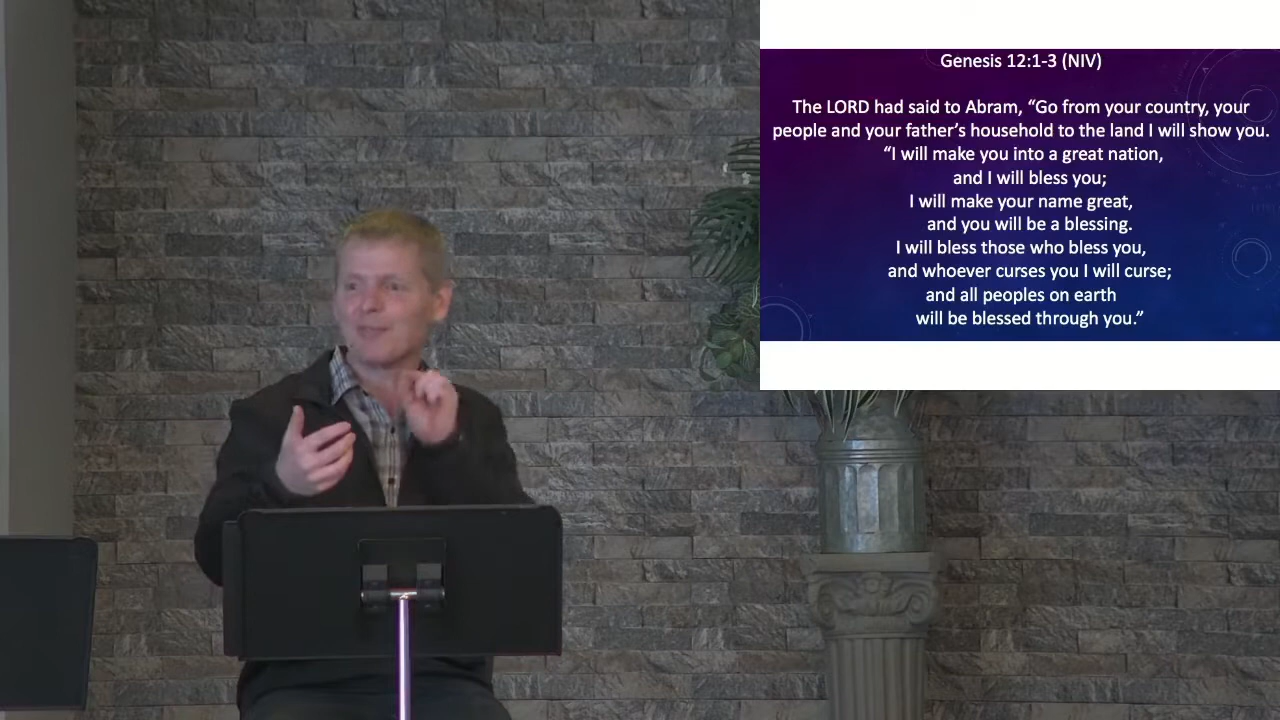 Genesis 12:1-3 (NIV)
The LORD had said to Abram, “Go from your country, your
people and your father’s household to the land I will show you.
“I will make you into a great nation,
and I will bless you;
I will make your name great,
and you will be a blessing.
I will bless those who bless you,
and whoever curses you I will curse;
and all peoples on earth
will be blessed through you.”